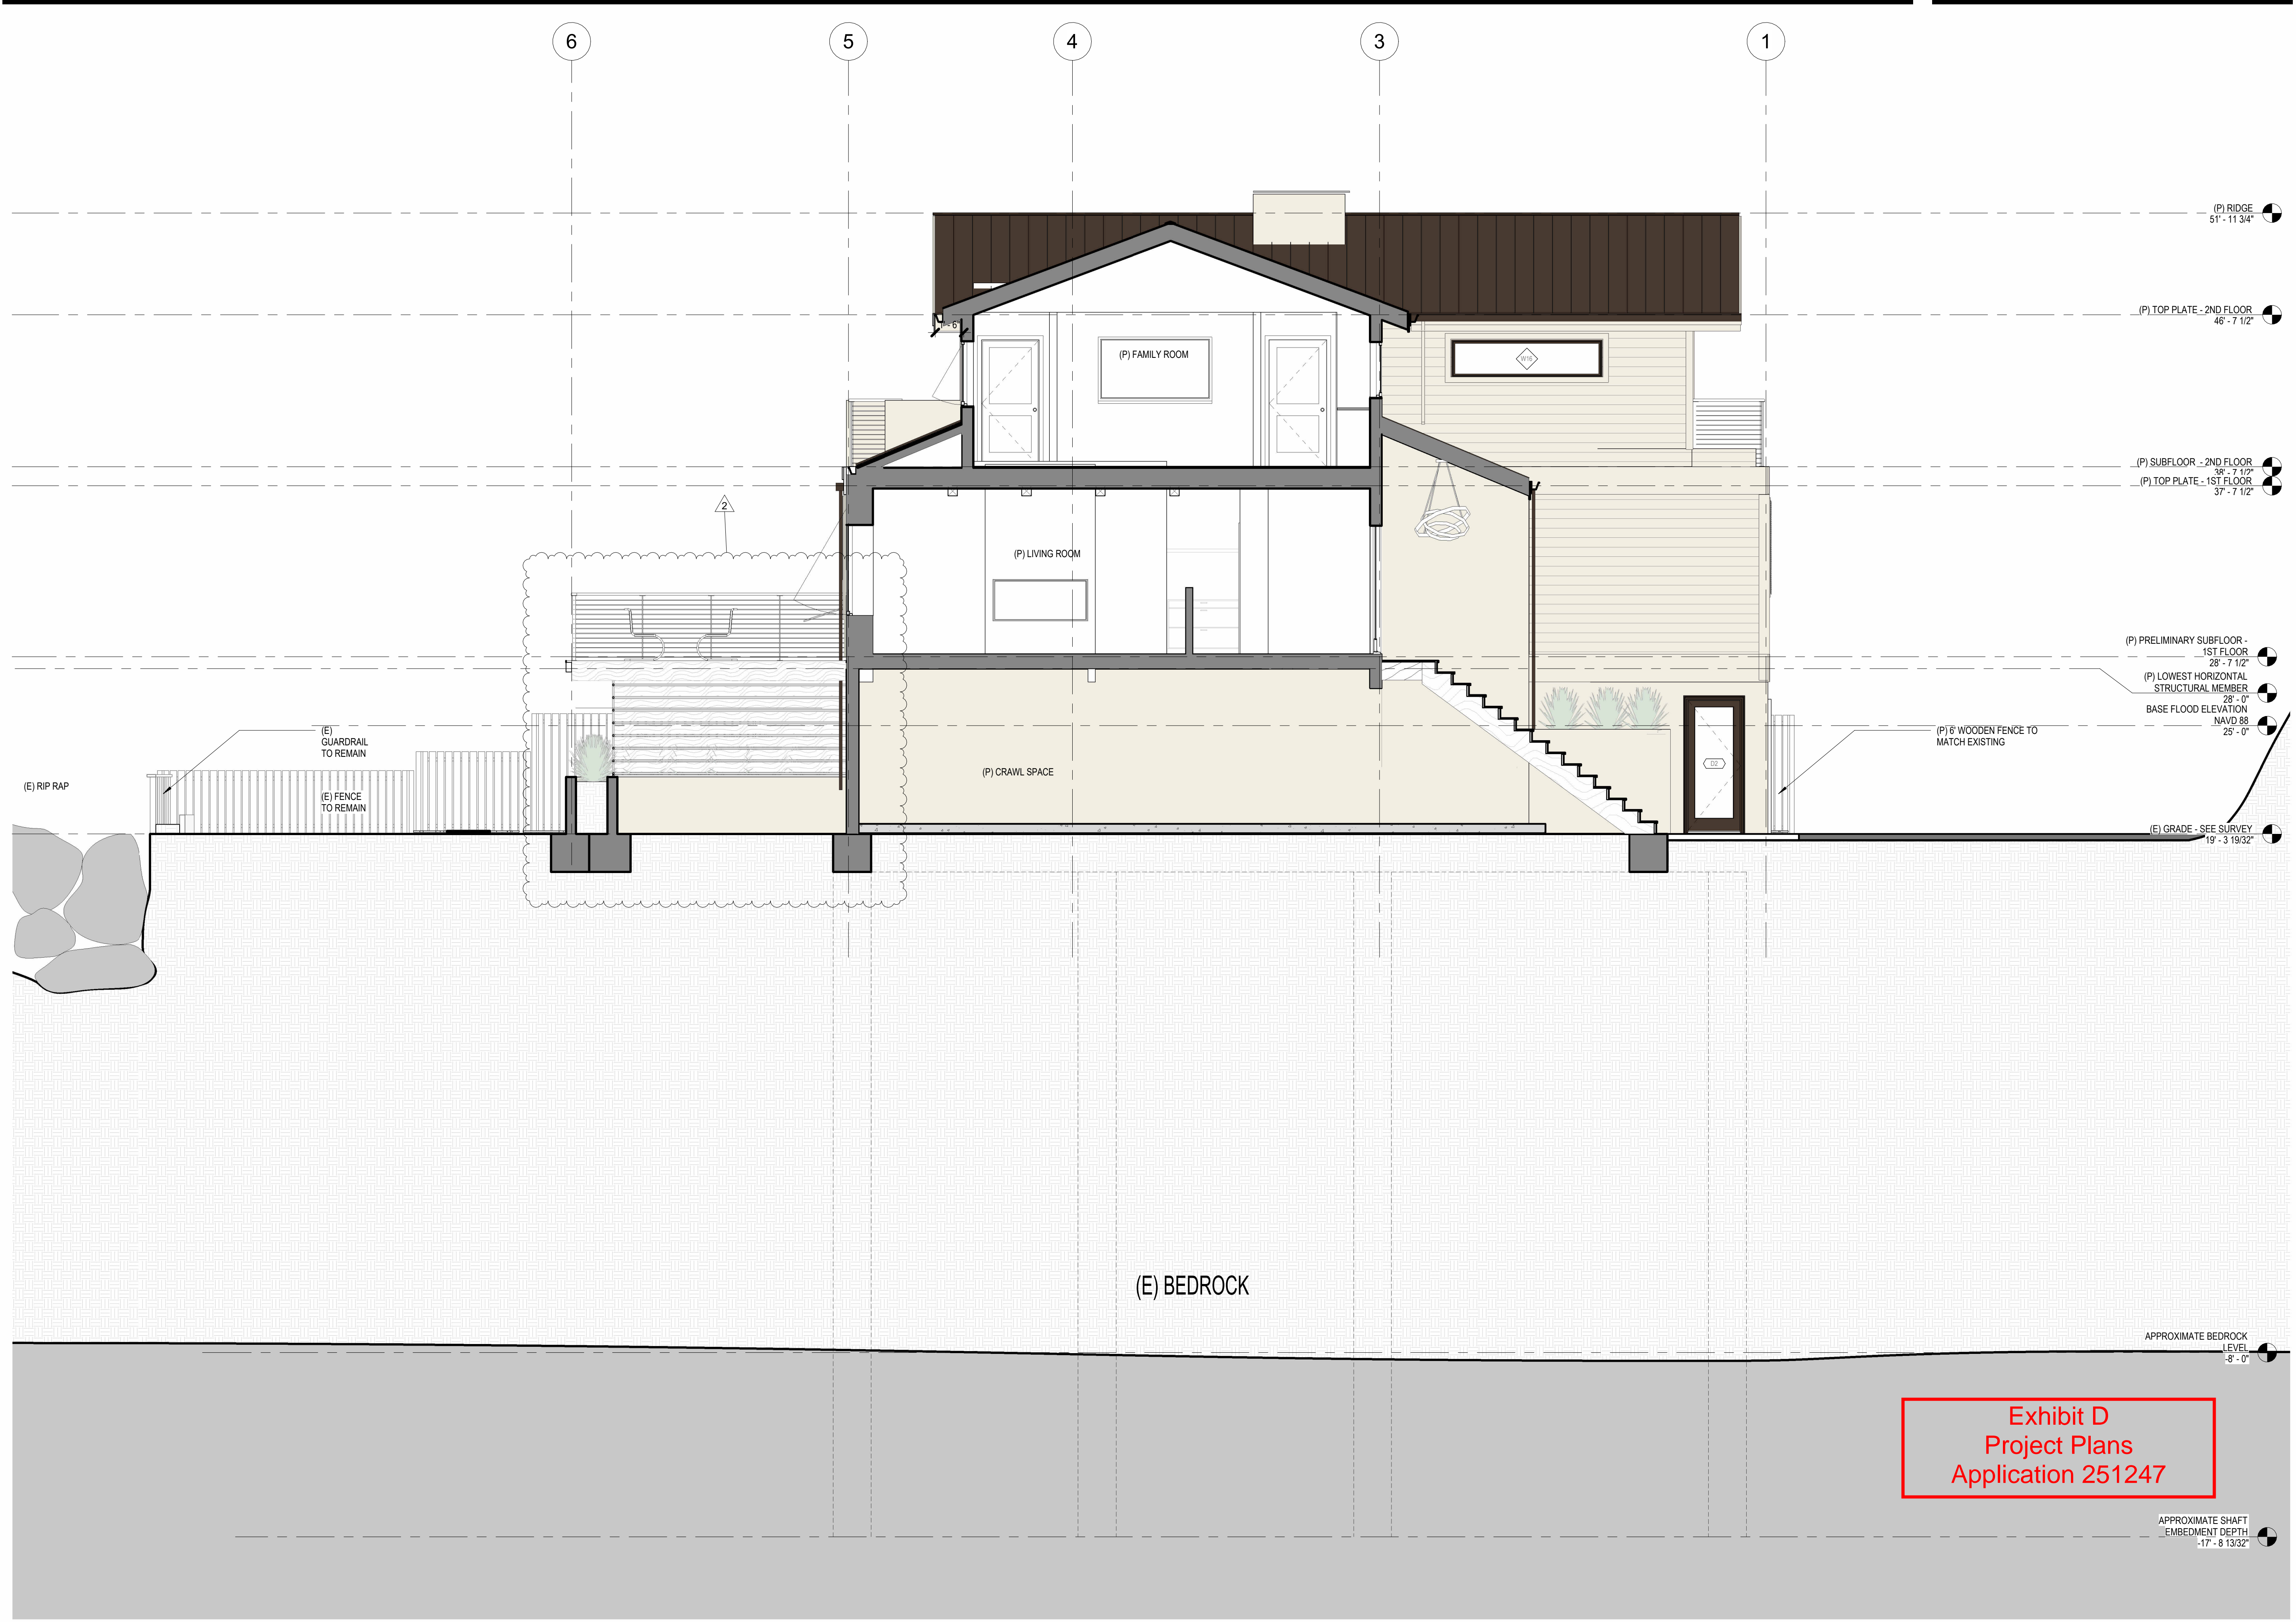 6
5
4
3
1
(P) RIDGE
51' - 11 3/4"
(P) TOP PLATE - 2ND FLOOR
46' - 7 1/2"
(P) FAMILY ROOM
W16
(P) SUBFLOOR - 2ND FLOOR
38' - 7 1/2"
(P) TOP PLATE - 1ST FLOOR
37' - 7 1/2"
2
(P) LIVING ROOM
(P) PRELIMINARY SUBFLOOR -
1ST FLOOR
28' - 7 1/2"
(P) LOWEST HORIZONTAL
STRUCTURAL MEMBER
28' - 0"
BASE FLOOD ELEVATION
NAVD 88
25' - 0"
(E)
GUARDRAIL
TO REMAIN
(P) 6' WOODEN FENCE TO
MATCH EXISTING
D2
(P) CRAWL SPACE
(E) RIP RAP
(E) FENCE
TO REMAIN
(E) GRADE - SEE SURVEY
19' - 3 19/32"
(E) BEDROCK
APPROXIMATE BEDROCK
LEVEL
-8' - 0"
Exhibit D
Project Plans
Application 251247
APPROXIMATE SHAFT
EMBEDMENT DEPTH
-17' - 8 13/32"